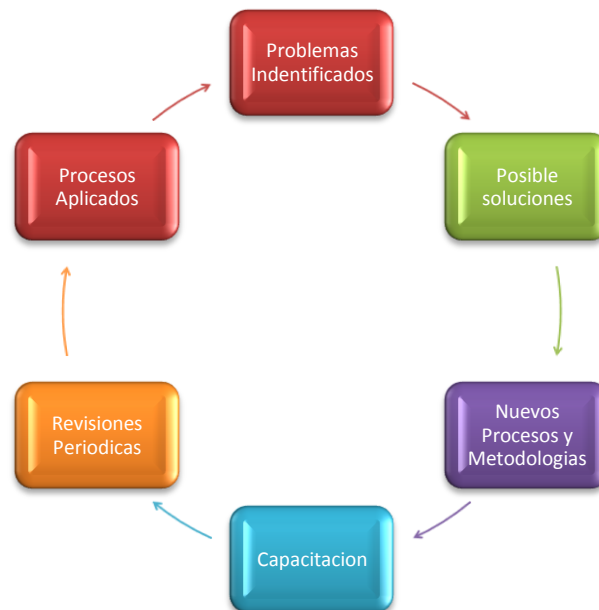 Problemas
Indentificados
Posible
soluciones
Nuevos
Procesos y
Metodologias
Capacitacion
Revisiones
Periodicas
Procesos
Aplicados